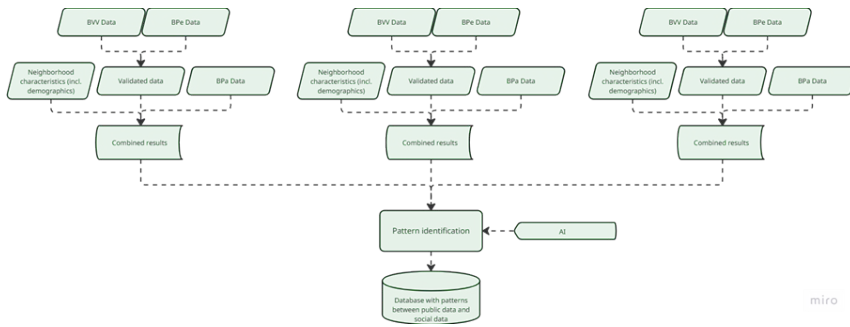 BVV Data BPe Data BVV Data BPe Data BVV Data BPe Data
Neighborhood
characteristics (incl.
demographics)
Validated data
BPa Data
Neighborhood
characteristics (incl.
demographics)
Validated data
BPa Data
Neighborhood
characteristics (incl.
demographics)
Validated data
BPa Data
Combined results Combined results Combined results
Pattern identification
AI
Database with patterns
between public data and
social data
miro